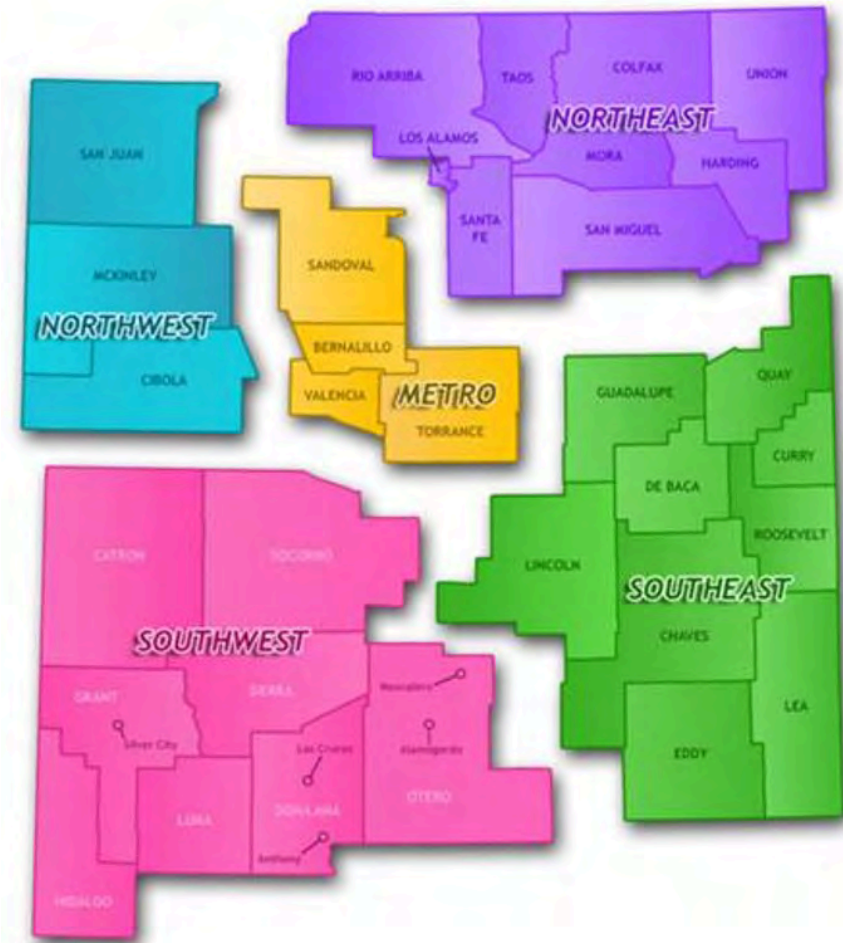 RIO ARRIBA
TAOS
COLFAX
UNION
NORTHEAST
LOS ALAMOS
MORA
HARDING
SANTA
FE
SAN MIGUEL
SAN JUAN
MCKINLEY
NORTHWEST
CIBOLA
SANDOVAL
BERNALILLO
VALENCIA
METRO
TORRANCE
GUADALUPE
QUAY
CURRY
DE BACA
ROOSEVELT
LINCOLN
SOUTHEAST
CHAVES
LEA
EDDY
CATRON
SOCORRO
SOUTHWEST
GRANT
SIERRA
Mescalero
Silver City
Las Cruces
Alamogordo
LUNA
DONA ANA
OTERO
Anthony
HIDALGO